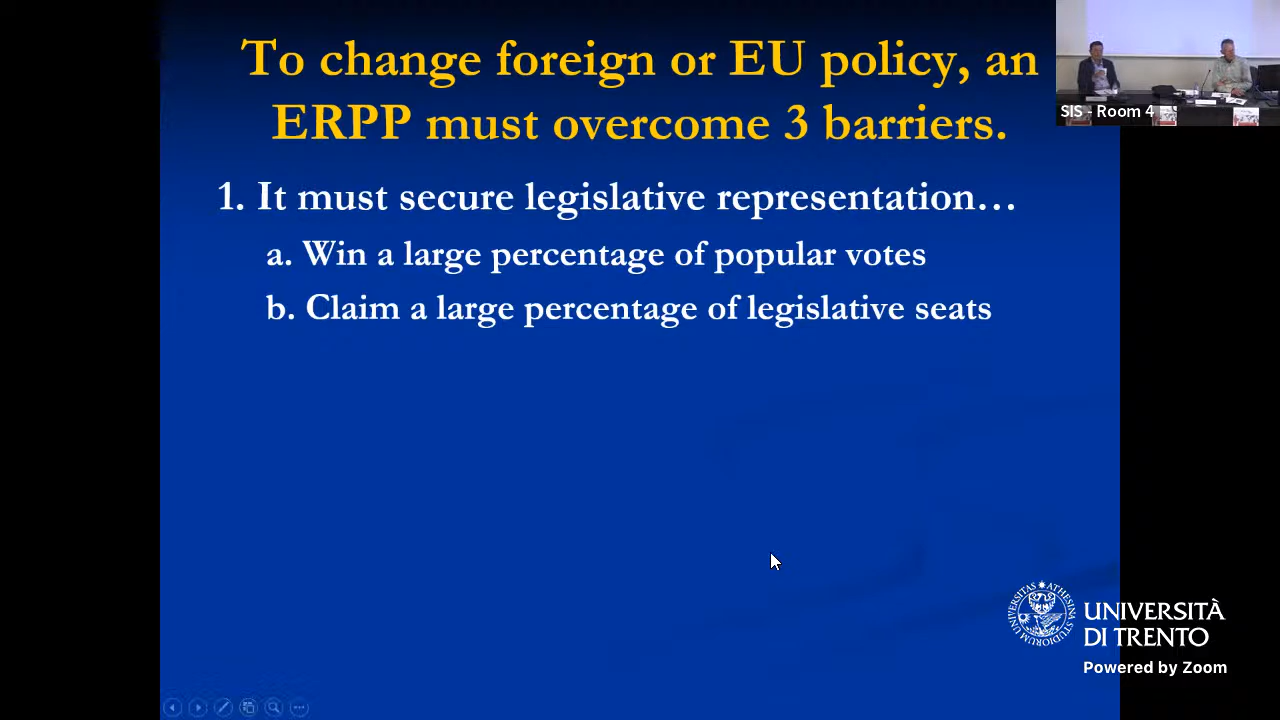 To change foreign or EU policy, an
ERPP must overcome 3 barriers.
1. It must secure legislative representation…
a. Win a large percentage of popular votes
b. Claim a large percentage of legislative seats
SIS - Room 4
UNIVERSITÀ
DI TRENTO
Powered by Zoom